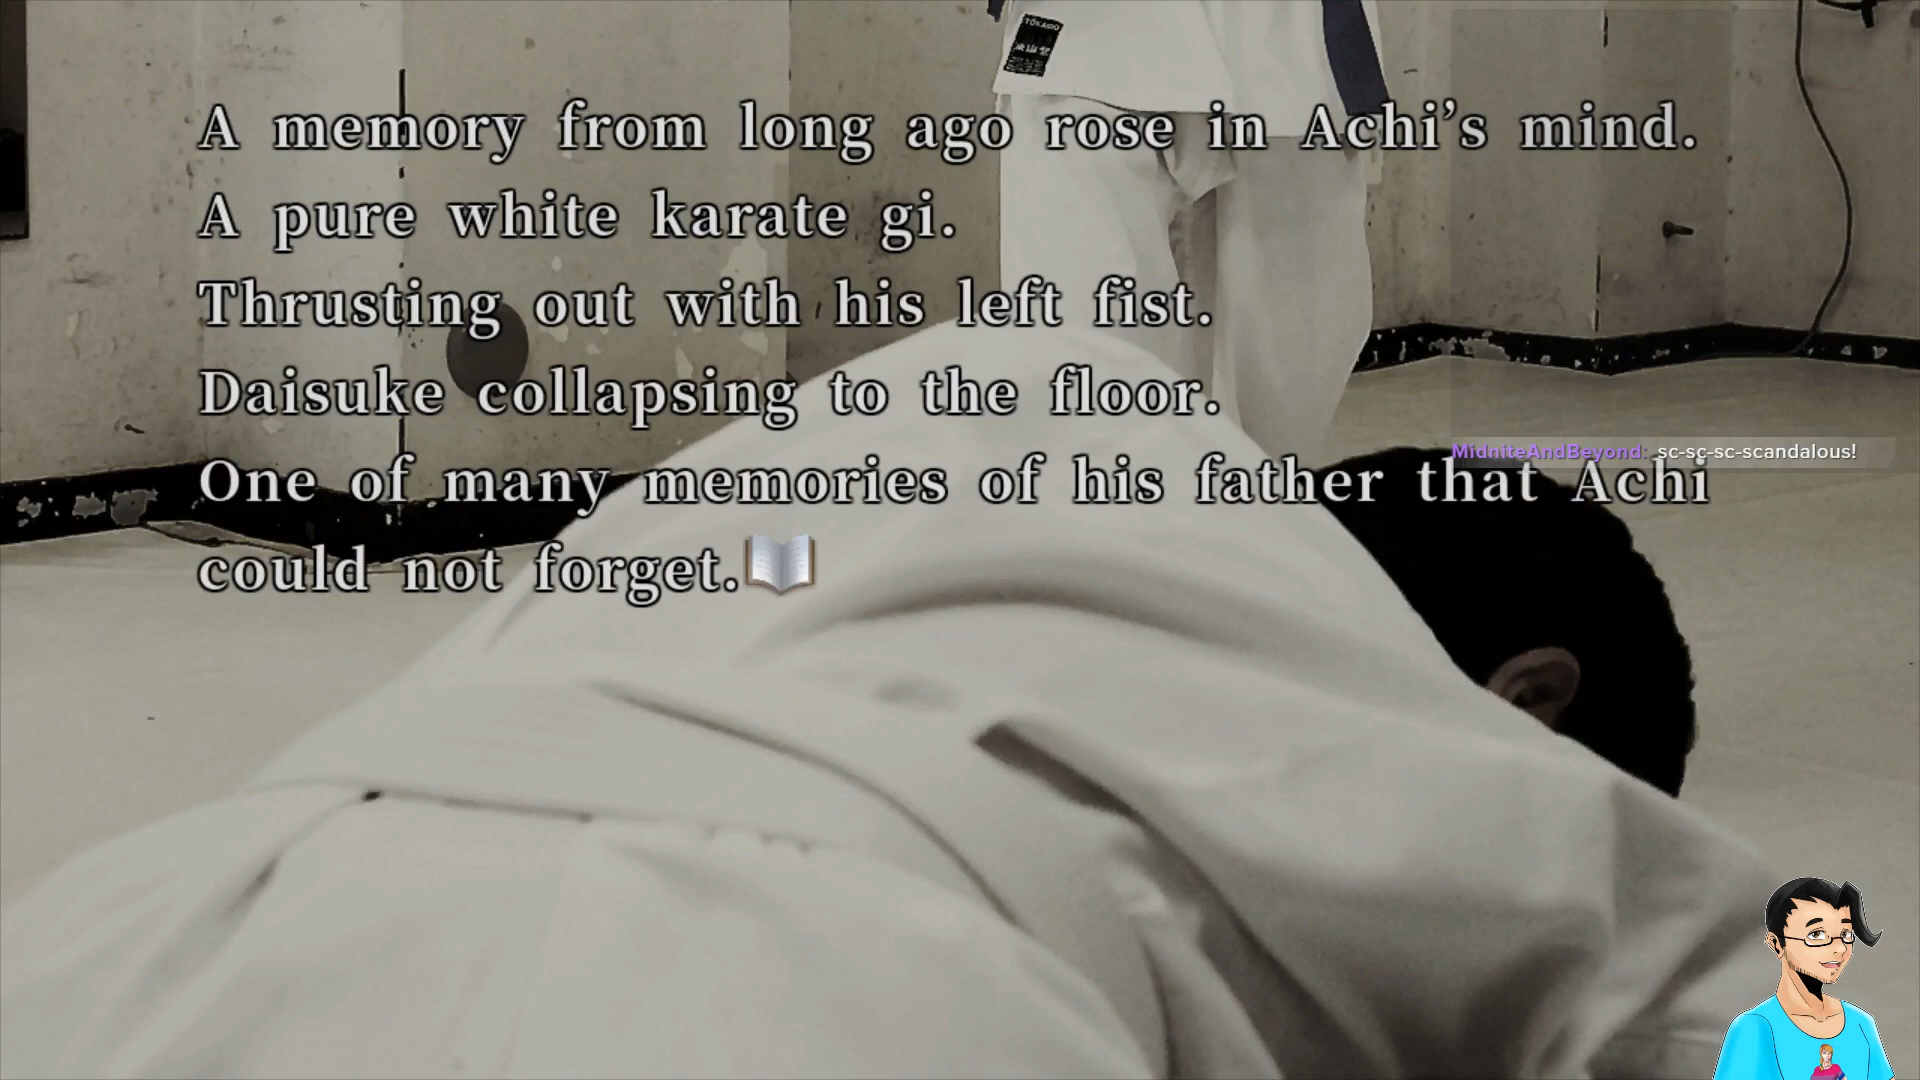 TOKAIDO
A memory from long ago rose in Achi's mind.
A pure white karate gi.
Thrusting out with his left fist.
Daisuke collapsing to the floor.
MidniteAndBeyond: sc-sc-sc-scandalous!
One of many memories of his father that Achi
could not forget.